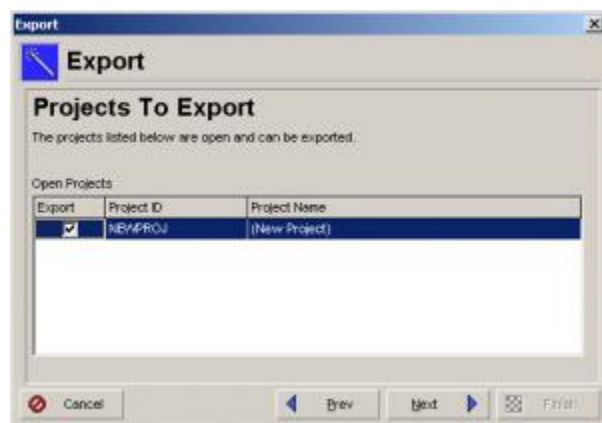 Export
Export
Projects To Export
The projects listed below are open and can be exported.
Open Projects
Export Project ID Project Name
NEWPROJ (New Project)
Cancel Prev Next Finish